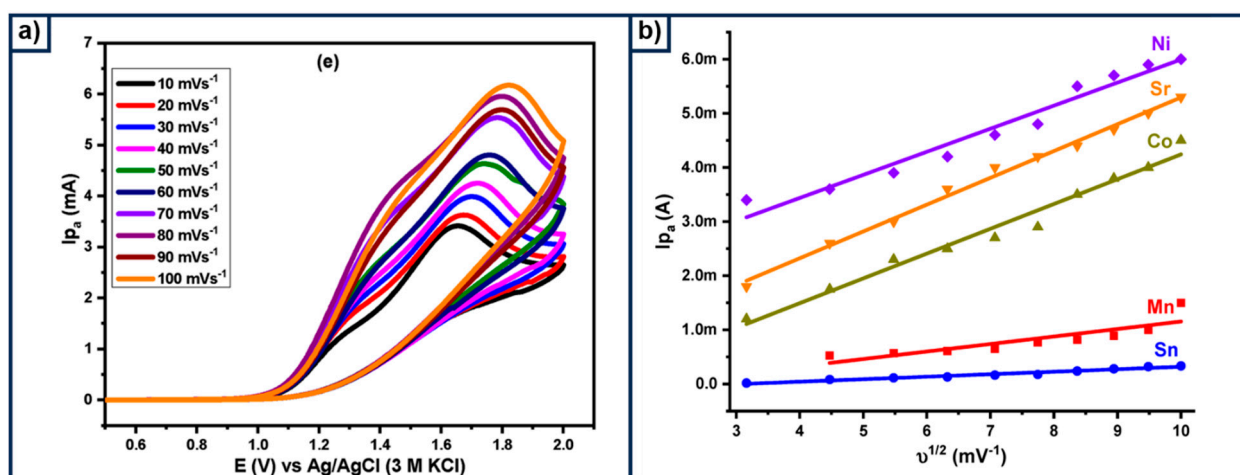 a)
(e)
Ip_a (mA)
7
6
5
4
3
2
1
0
10 mVs⁻¹
20 mVs⁻¹
30 mVs⁻¹
40 mVs⁻¹
50 mVs⁻¹
60 mVs⁻¹
70 mVs⁻¹
80 mVs⁻¹
90 mVs⁻¹
100 mVs⁻¹
0.6 0.8 1.0 1.2 1.4 1.6 1.8 2.0
E (V) vs Ag/AgCl (3 M KCl)
b)
Ip_a (A)
6.0m
5.0m
4.0m
3.0m
2.0m
1.0m
0.0
Ni
Sr
Co
Mn
Sn
3 4 5 6 7 8 9 10
υ^1/2 (mV⁻¹)